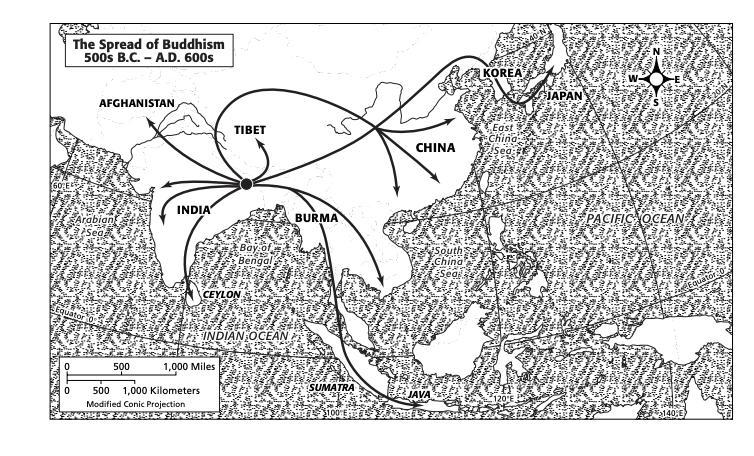 The Spread of Buddhism
500s B.C. – A.D. 600s
N
W
E
S
KOREA
JAPAN
AFGHANISTAN
TIBET
East
China
Sea
CHINA
60°E
INDIA
BURMA
Arabian
Sea
PACIFIC OCEAN
Bay of
Bengal
South
China
Sea
CEYLON
Equator 0°
Equator 0°
INDIAN OCEAN
0 500 1,000 Miles
0 500 1,000 Kilometers
Modified Conic Projection
SUMATRA
JAVA
100°E
120°E
140°E